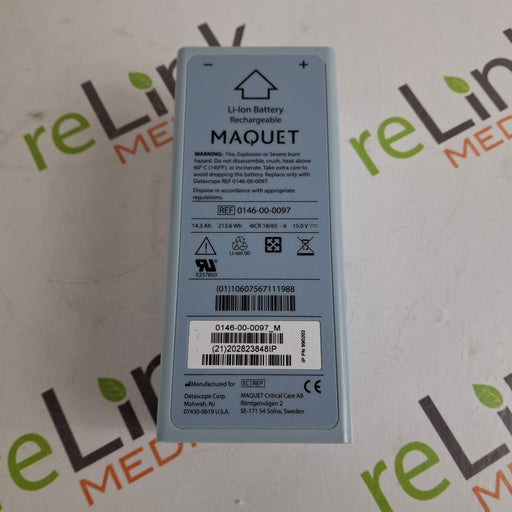 − +
Li-Ion Battery
Rechargeable
MAQUET
WARNING: Fire, Explosion or Severe burn
hazard. Do not disassemble, crush, heat above
60° C (140°F), or incinerate. Take extra care to
avoid dropping the battery. Replace only with
Datascope REF 0146-00-0097.
Dispose in accordance with appropriate
regulations.
REF 0146-00-0097
14.3 Ah 213.6 Wh 4ICR 18/65 - 6 15.0 V
Li-Ion 00
E237850
(01)10607567111988
0146-00-0097_M
(21)202823848IP
IP PN 990202
Manufactured for EC REP CE
Datascope Corp.
Mahwah, NJ
07430-0619 U.S.A.
MAQUET Critical Care AB
Röntgenvägen 2
SE-171 54 Solna, Sweden
reLink
MEDICAL
reLink
MEDI
reLink
MEDI
reLink
MEDI